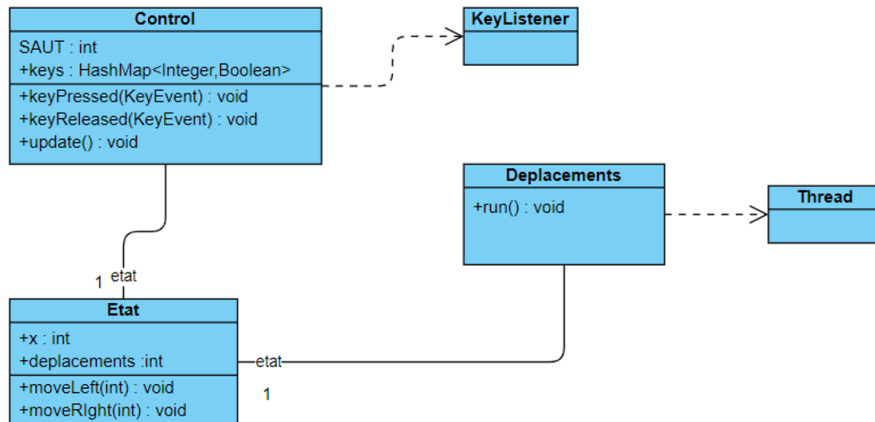 Control
SAUT : int
+keys : HashMap<Integer,Boolean>
+keyPressed(KeyEvent) : void
+keyReleased(KeyEvent) : void
+update() : void
KeyListener
Deplacements
+run() : void
Thread
1 etat
Etat
+x : int
+deplacements :int
+moveLeft(int) : void
+moveRIght(int) : void
etat
1